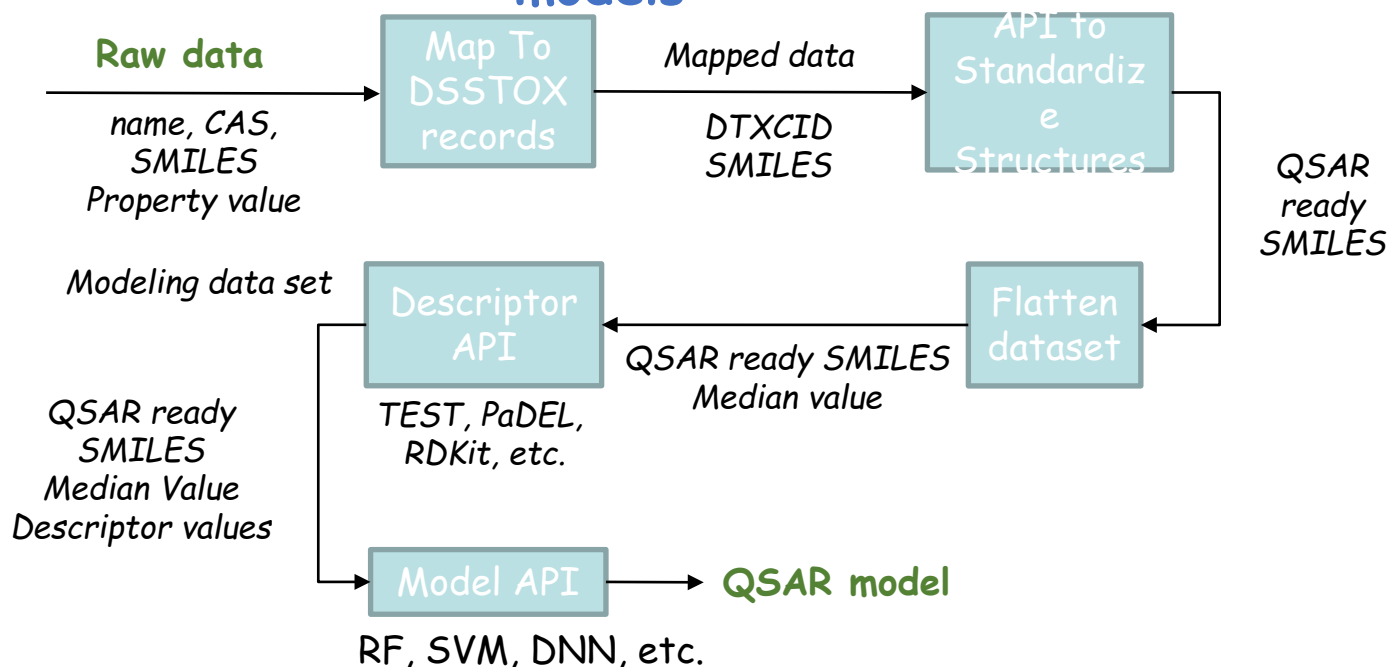 models
Raw data
name, CAS,
SMILES
Property value
Map To
DSSTOX
records
Mapped data
DTXCID
SMILES
API to
Standardiz
e
Structures
QSAR
ready
SMILES
Flatten
dataset
QSAR ready SMILES
Median value
Descriptor
API
TEST, PaDEL,
RDKit, etc.
Modeling data set
QSAR ready
SMILES
Median Value
Descriptor values
Model API
RF, SVM, DNN, etc.
QSAR model